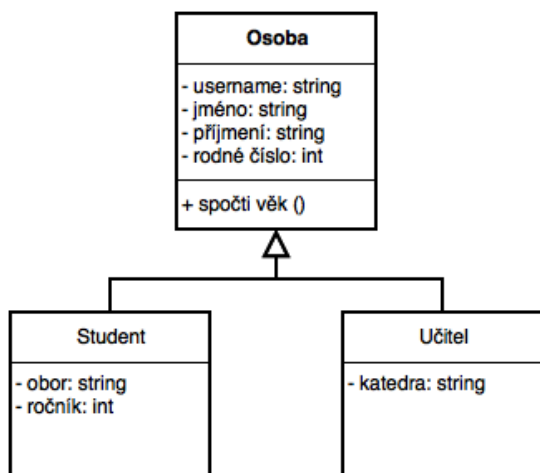 Osoba
- username: string
- jméno: string
- příjmení: string
- rodné číslo: int
+ spočti věk ()
Student
- obor: string
- ročník: int
Učitel
- katedra: string